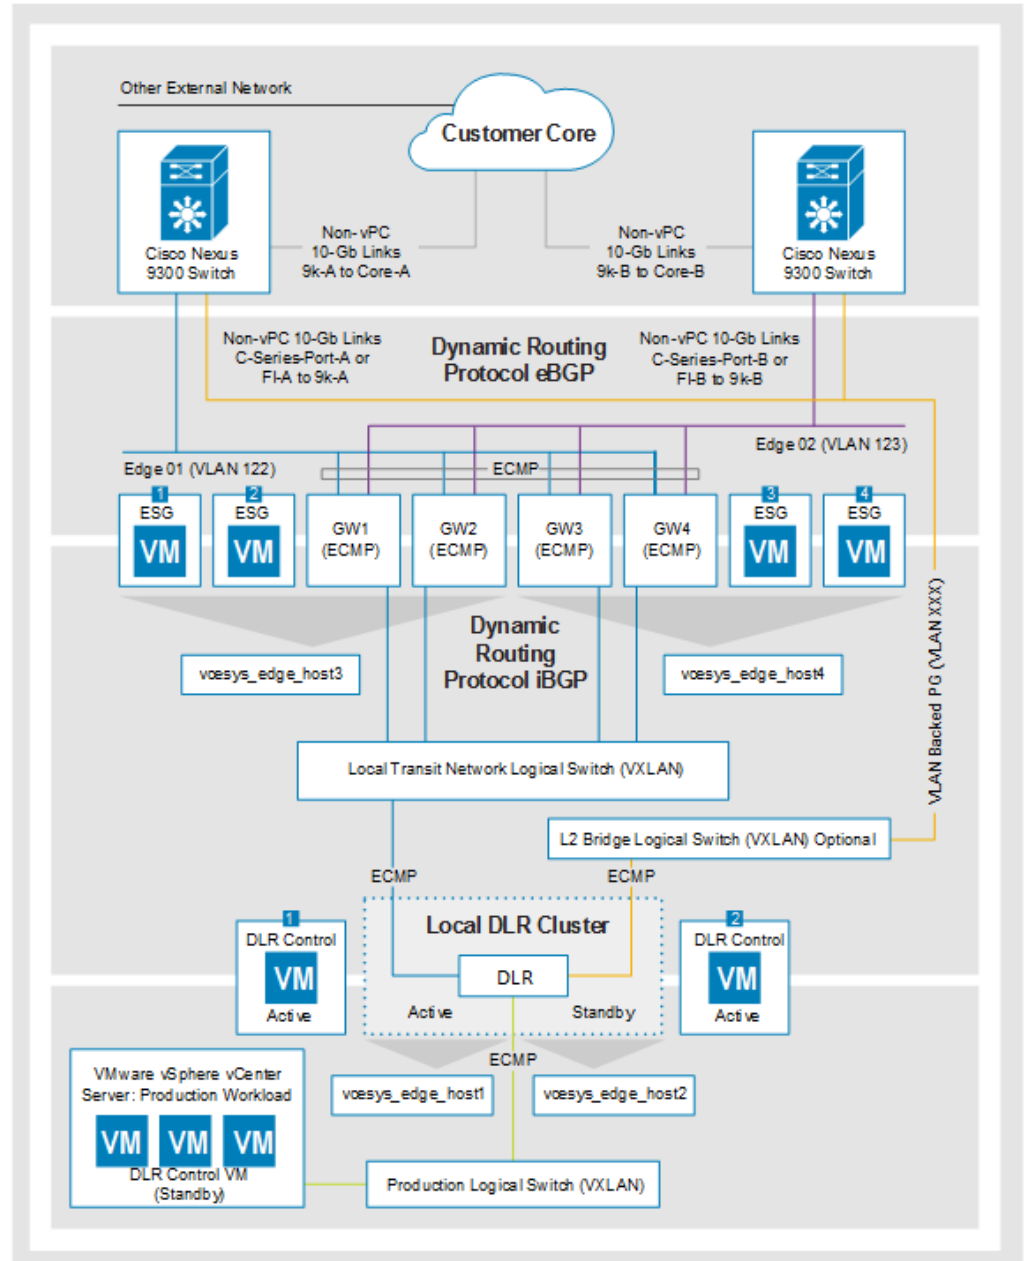 Other External Network
Customer Core
Cisco Nexus
9300 Switch
Non-vPC
10-Gb Links
9k-A to Core-A
Non-vPC
10-Gb Links
9k-B to Core-B
Cisco Nexus
9300 Switch
Non-vPC 10-Gb Links
C-Series-Port-A or
FI-A to 9k-A
Dynamic Routing
Protocol eBGP
Non-vPC 10-Gb Links
C-Series-Port-B or
FI-B to 9k-B
Edge 02 (VLAN 123)
Edge 01 (VLAN 122)
ECMP
1
ESG
VM
2
ESG
VM
GW1
(ECMP)
GW2
(ECMP)
GW3
(ECMP)
GW4
(ECMP)
3
ESG
VM
4
ESG
VM
Dynamic
Routing
Protocol iBGP
vcesys_edge_host3
vcesys_edge_host4
VLAN Backed PG (VLAN XXX)
Local Transit Network Logical Switch (VXLAN)
L2 Bridge Logical Switch (VXLAN) Optional
ECMP
ECMP
1
DLR Control
VM
Active
Local DLR Cluster
DLR
Active
Standby
2
DLR Control
VM
Active
ECMP
vcesys_edge_host1
vcesys_edge_host2
VMware vSphere vCenter
Server: Production Workload
VM VM VM
DLR Control VM
(Standby)
Production Logical Switch (VXLAN)